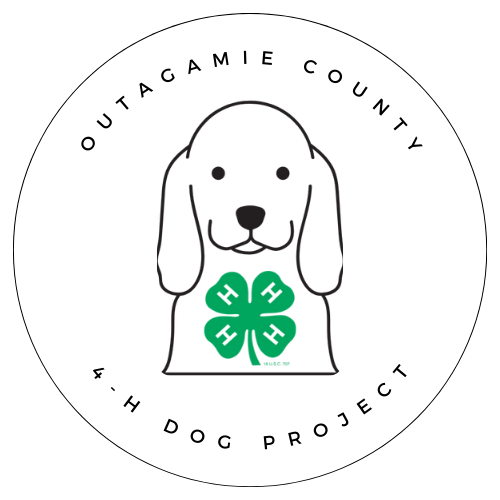 OUTAGAMIE COUNTY
H H
H H
4-H DOG PROJECT